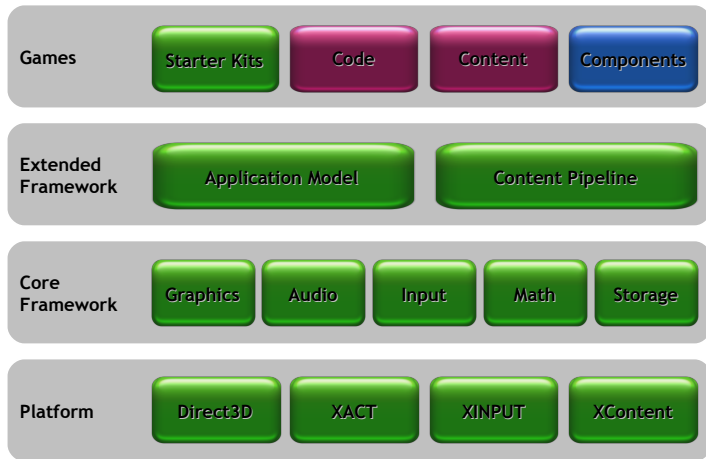 Games
Starter Kits
Code
Content
Components
Extended
Framework
Application Model
Content Pipeline
Core
Framework
Graphics
Audio
Input
Math
Storage
Platform
Direct3D
XACT
XINPUT
XContent